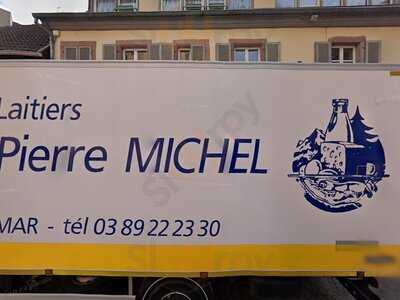 Laitiers
Pierre MICHEL
MAR - tél 03 89 22 23 30